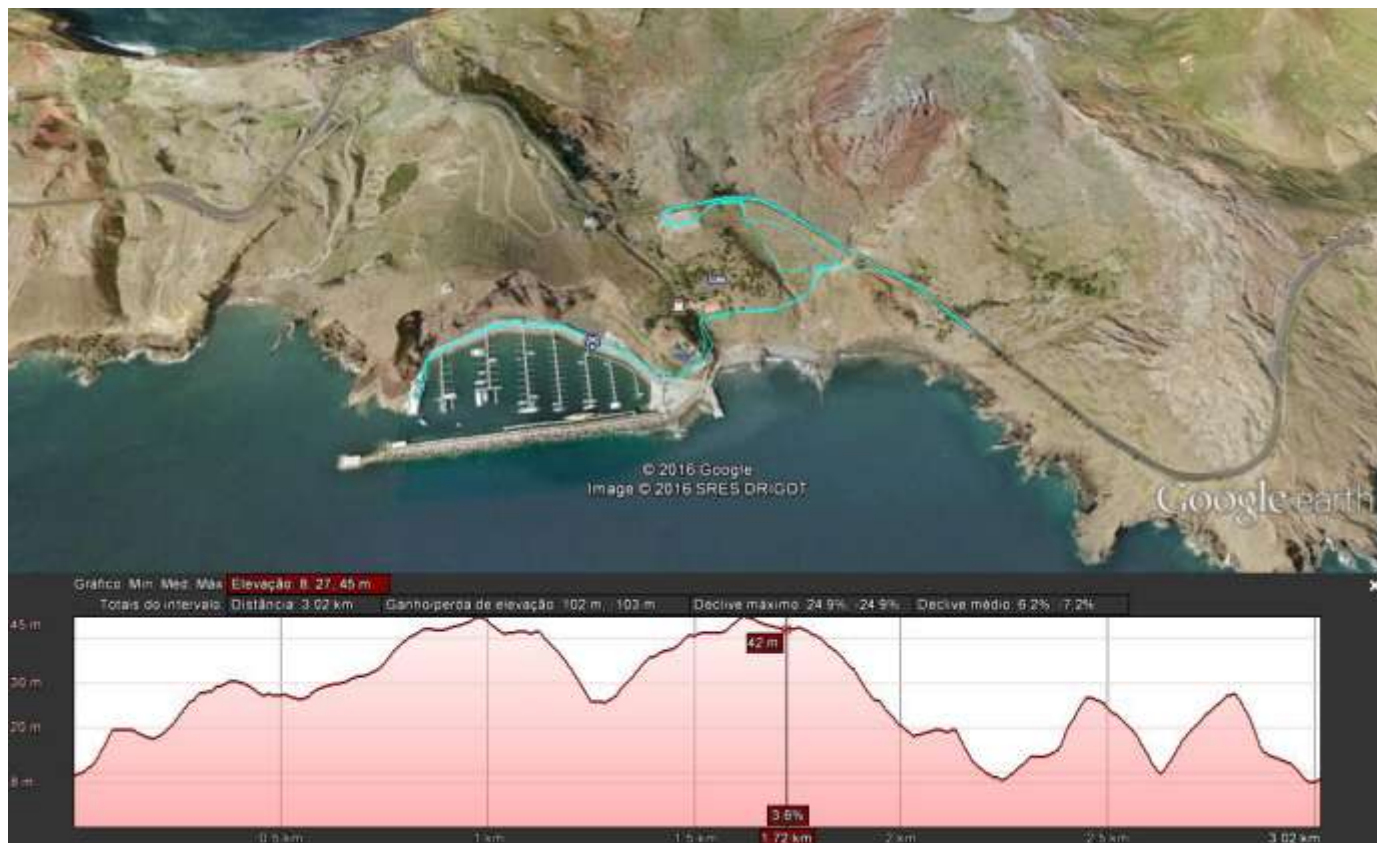 © 2016 Google
Image © 2016 SRES DRIGOT
Google earth
Gráfico: Mín. Méd. Máx Elevação: 8, 27, 45 m
Totais do intervalo: Distância: 3.02 km Ganho/perda de elevação: 102 m, -103 m Declive máximo: 24.9%, -24.9% Declive médio: 6.2%, -7.2%
45 m
42 m
30 m
20 m
8 m
3.6%
0.5 km 1 km 1.5 km 1.72 km 2 km 2.5 km 3.02 km